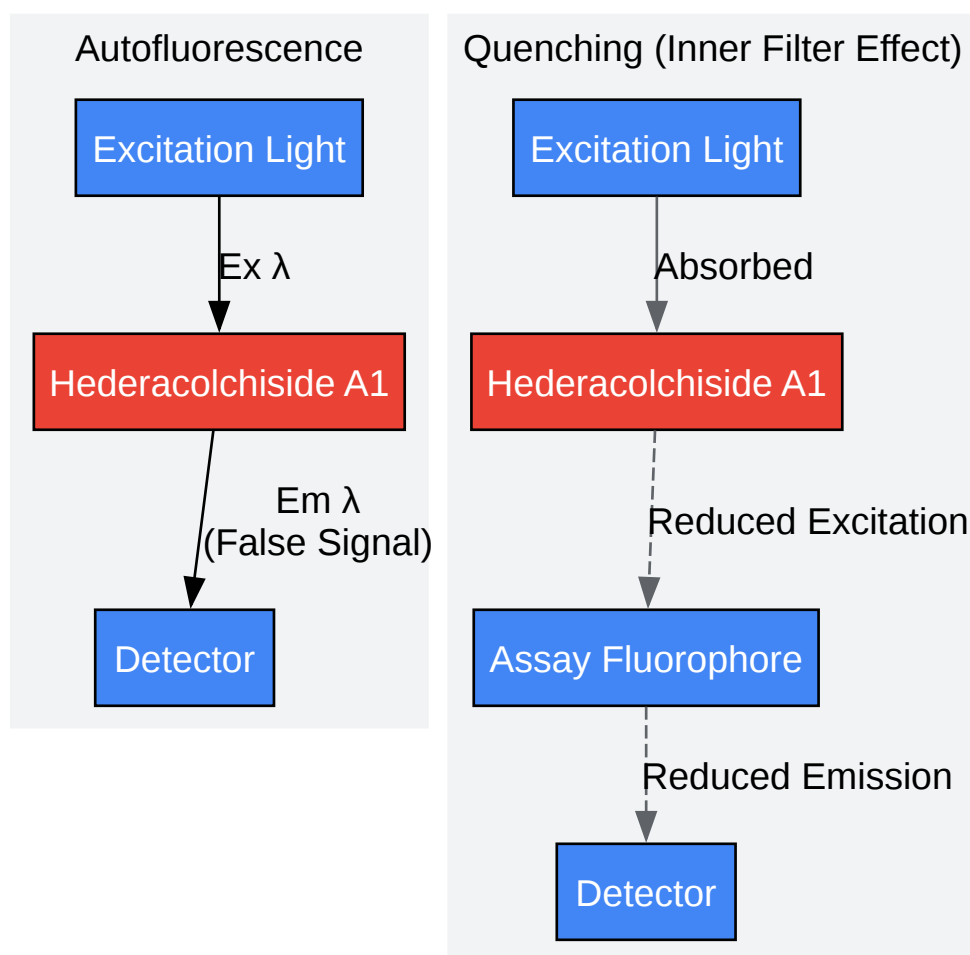 Autofluorescence
Excitation Light
Ex λ
Hederacolchiside A1
Em λ
(False Signal)
Detector
Quenching (Inner Filter Effect)
Excitation Light
Absorbed
Hederacolchiside A1
Reduced Excitation
Assay Fluorophore
Reduced Emission
Detector